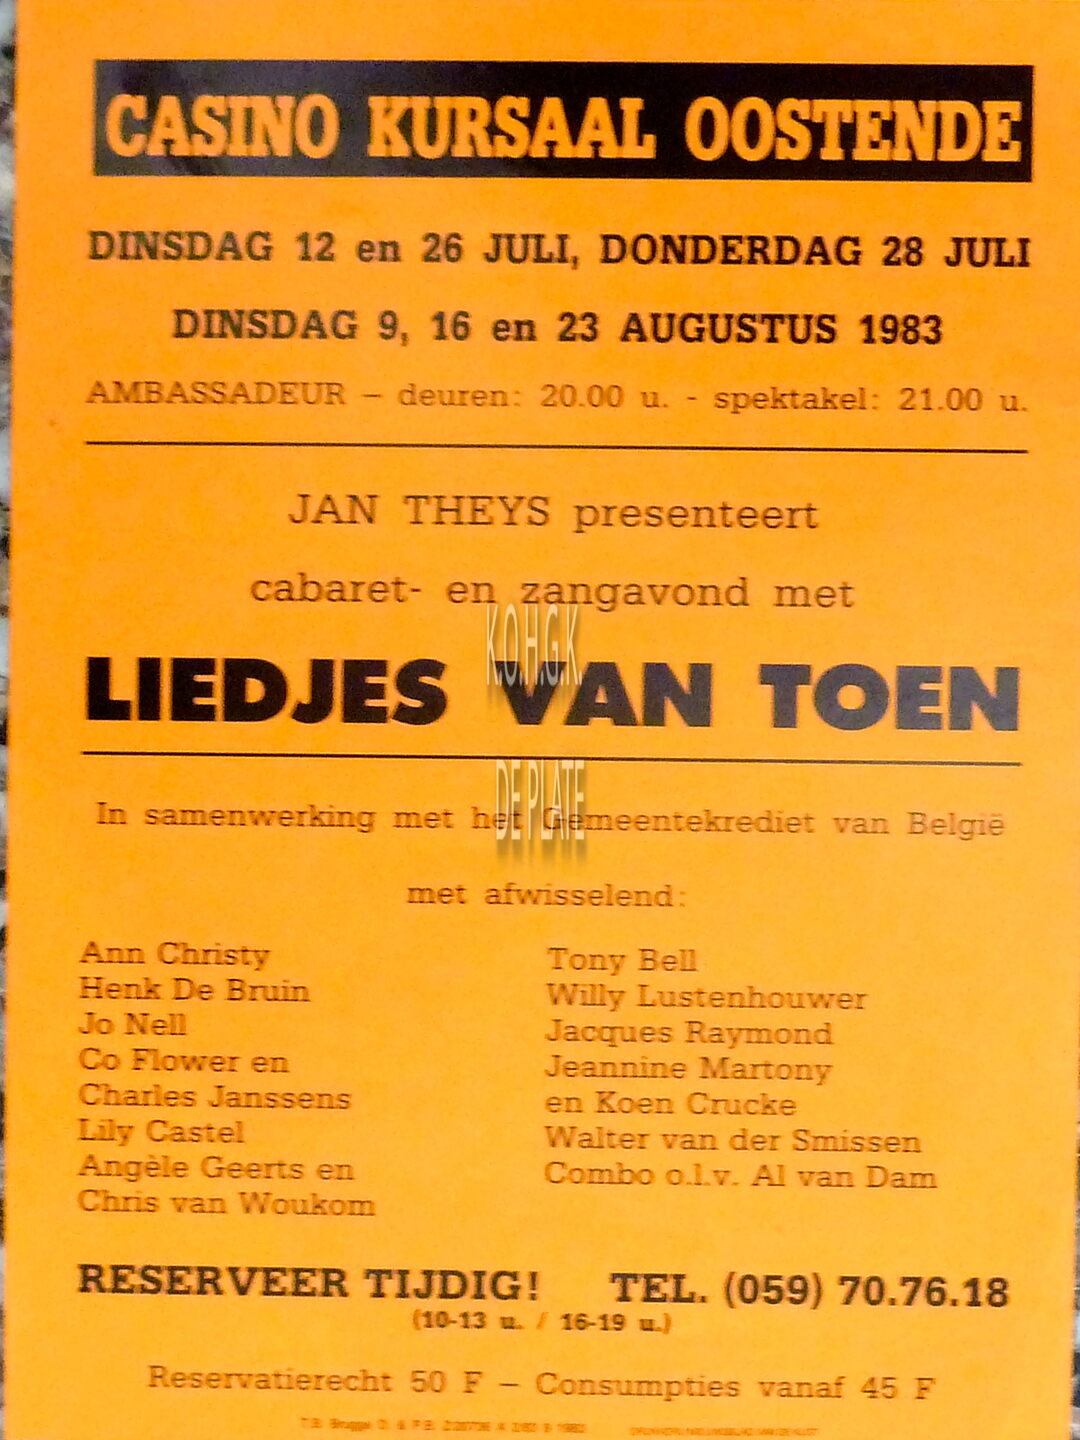 CASINO KURSAAL OOSTENDE
DINSDAG 12 en 26 JULI, DONDERDAG 28 JULI
DINSDAG 9, 16 en 23 AUGUSTUS 1983
AMBASSADEUR – deuren: 20.00 u. - spektakel: 21.00 u.
JAN THEYS presenteert
cabaret- en zangavond met
K.O.H.G.K.
LIEDJES VAN TOEN
DE PLATE
In samenwerking met het Gemeentekrediet van België
met afwisselend:
Ann Christy
Henk De Bruin
Jo Nell
Co Flower en
Charles Janssens
Lily Castel
Angèle Geerts en
Chris van Woukom
Tony Bell
Willy Lustenhouwer
Jacques Raymond
Jeannine Martony
en Koen Crucke
Walter van der Smissen
Combo o.l.v. Al van Dam
RESERVEER TIJDIG! TEL. (059) 70.76.18
(10-13 u. / 16-19 u.)
Reservatierecht 50 F – Consumpties vanaf 45 F
T.B. Brugge